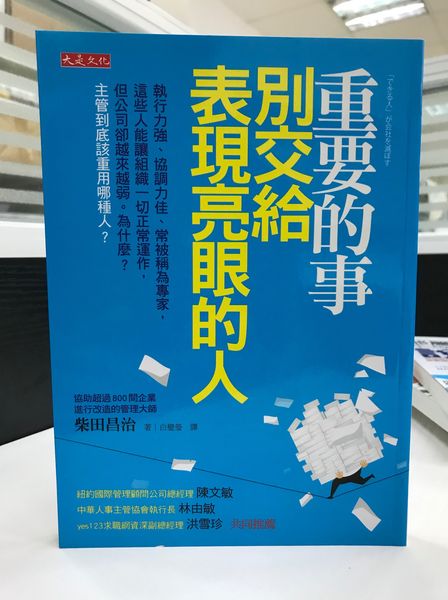 大是文化
「できる人」が会社を滅ぼす
重要的事
別交給
表現亮眼的人
執行力強、協調力佳、常被稱為專家，
這些人能讓組織一切正常運作，
但公司卻越來越弱。為什麼？
主管到底該重用哪種人？
協助超過800間企業
進行改造的管理大師
柴田昌治 著│白璧瑩 譯
紐約國際管理顧問公司總經理 陳文敏
中華人事主管協會執行長 林由敏
yes123求職網資深副總經理 洪雪珍 共同推薦